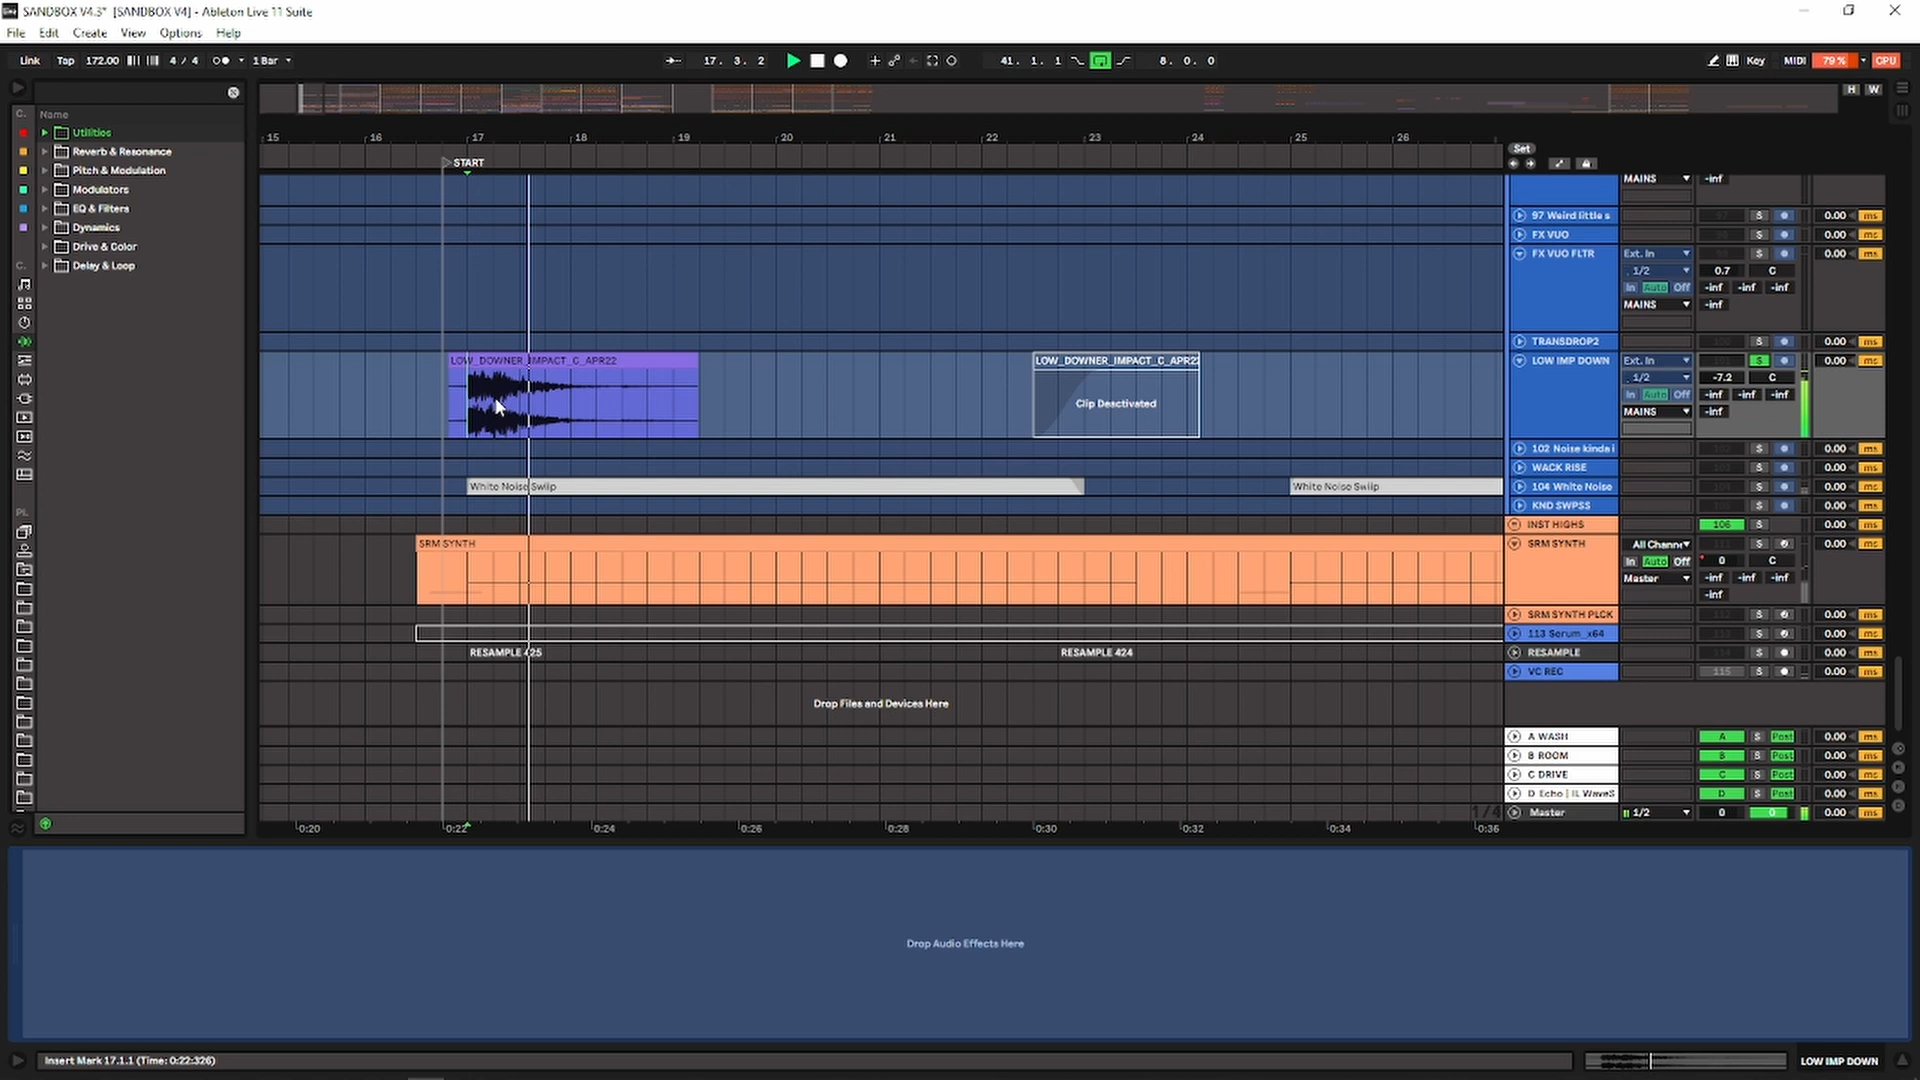 SANDBOX V4.3* [SANDBOX V4] - Ableton Live 11 Suite
File Edit Create View Options Help
Link Tap 172.00 4 / 4 1 Bar 17. 3. 2 41. 1. 1 8. 0. 0 Key MIDI 79 % CPU
H W
C. Name
Utilities
Reverb & Resonance
Pitch & Modulation
Modulators
EQ & Filters
Dynamics
Drive & Color
Delay & Loop
C.
PL
15 16 17 18 19 20 21 22 23 24 25 26
START
Set
MAINS -inf
97 Weird little s S 0.00 ms
FX VUO S 0.00 ms
FX VUO FLTR Ext. In S 0.00 ms
1/2 0.7 C
In Auto Off -inf -inf -inf
MAINS -inf
TRANSDROP2 S 0.00 ms
LOW_DOWNER_IMPACT_C_APR22
LOW_DOWNER_IMPACT_C_APR22
Clip Deactivated
LOW IMP DOWN Ext. In S 0.00 ms
1/2 -7.2 C
In Auto Off -inf -inf -inf
MAINS -inf
102 Noise kinda i S 0.00 ms
WACK RISE S 0.00 ms
White Noise Swiip
White Noise Swiip
104 White Noise S 0.00 ms
KND SWPSS S 0.00 ms
INST HIGHS 106 S 0.00 ms
SRM SYNTH
SRM SYNTH All Channe S 0.00 ms
In Auto Off 0 C
Master -inf -inf -inf
-inf
SRM SYNTH PLCK S 0.00 ms
113 Serum_x64 S 0.00 ms
RESAMPLE 425
RESAMPLE 424
RESAMPLE S 0.00 ms
VC REC 115 S 0.00 ms
Drop Files and Devices Here
A WASH A S Post 0.00 ms
B ROOM B S Post 0.00 ms
C DRIVE C S Post 0.00 ms
D Echo | IL WaveS D S Post 0.00 ms
1/4
Master 1/2 0 0 0.00 ms
0:20 0:22 0:24 0:26 0:28 0:30 0:32 0:34 0:36
Drop Audio Effects Here
Insert Mark 17.1.1 (Time: 0:22:326)
LOW IMP DOWN